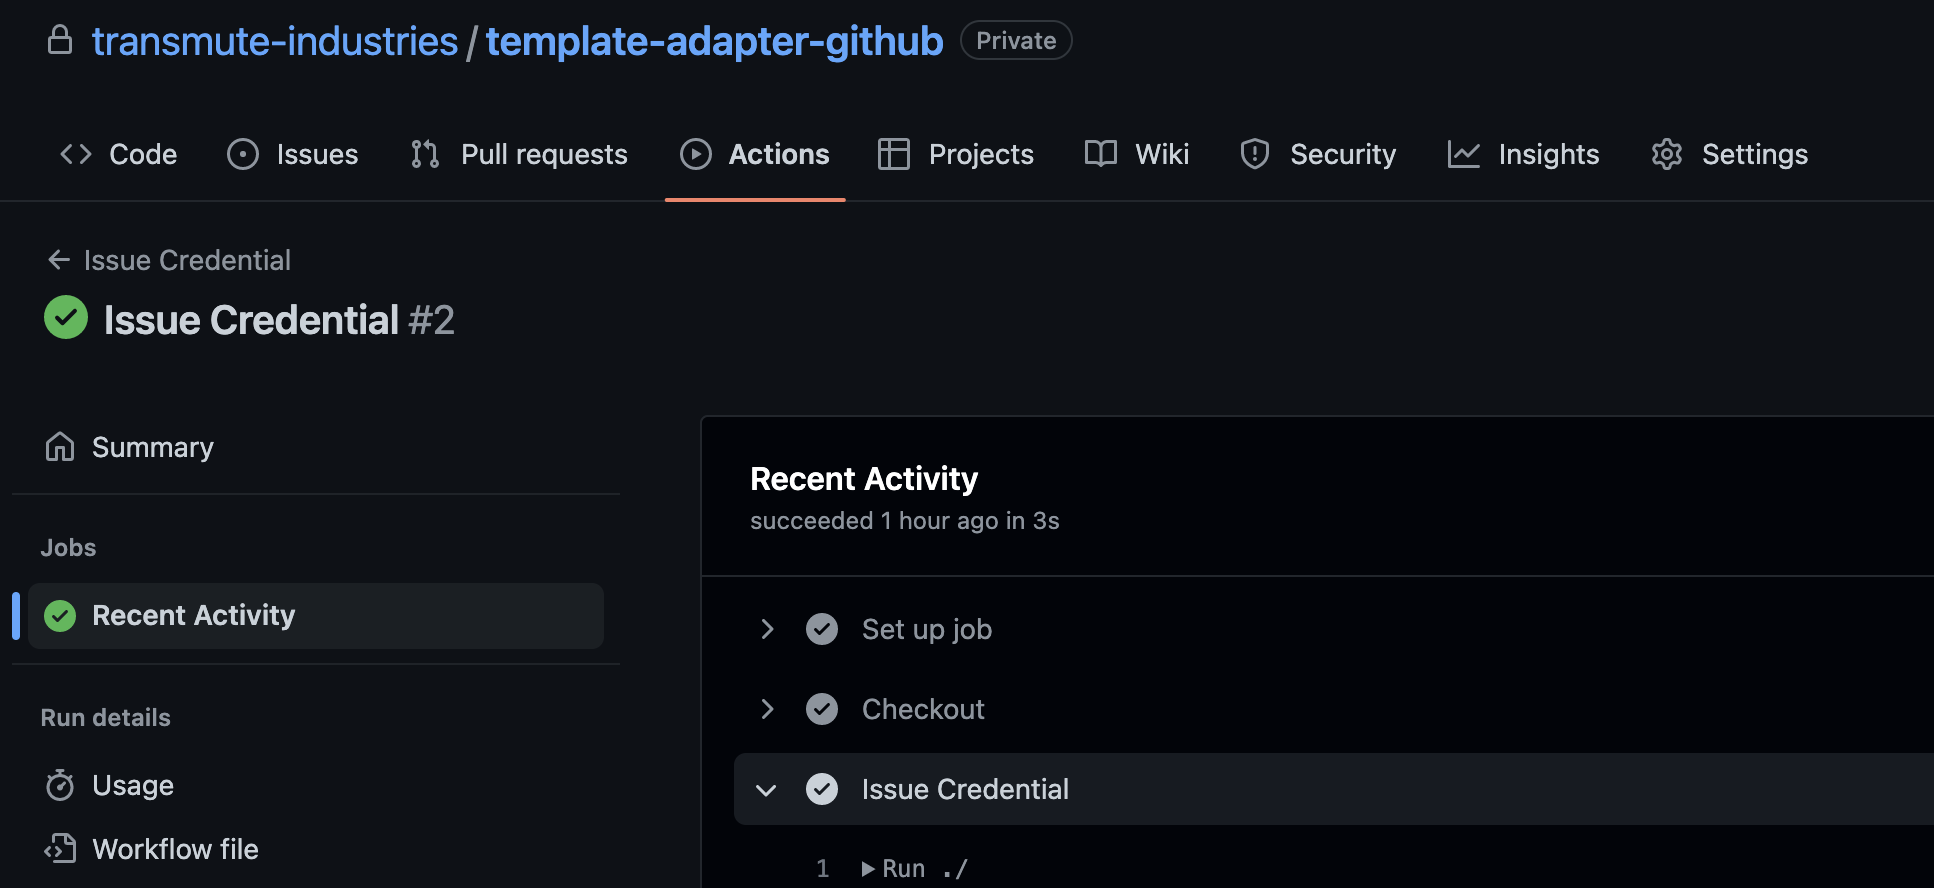 transmute-industries / template-adapter-github Private
Code Issues Pull requests Actions Projects Wiki Security Insights Settings
Issue Credential
Issue Credential #2
Summary
Jobs
Recent Activity
Run details
Usage
Workflow file
Recent Activity
succeeded 1 hour ago in 3s
Set up job
Checkout
Issue Credential
1 Run ./